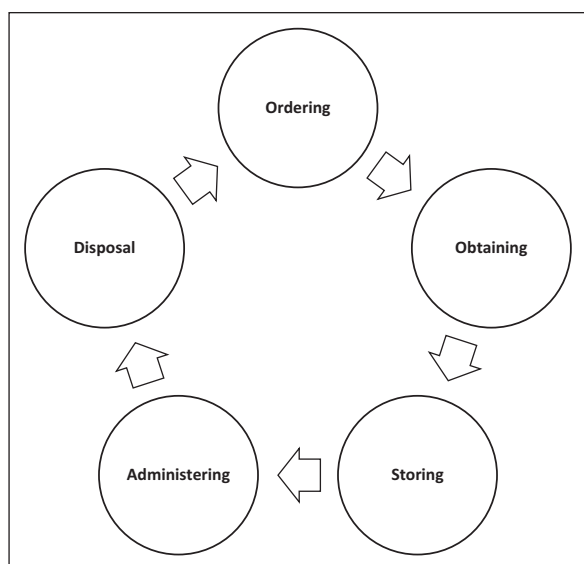 Ordering
Obtaining
Storing
Administering
Disposal